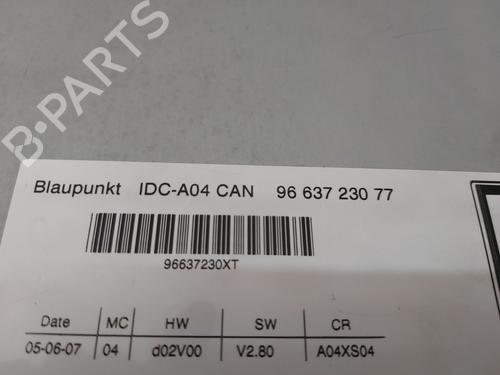 B-PARTS
Blaupunkt IDC-A04 CAN 96 637 230 77
96637230XT
Date MC HW SW CR
05-06-07 04 d02V00 V2.80 A04XS04